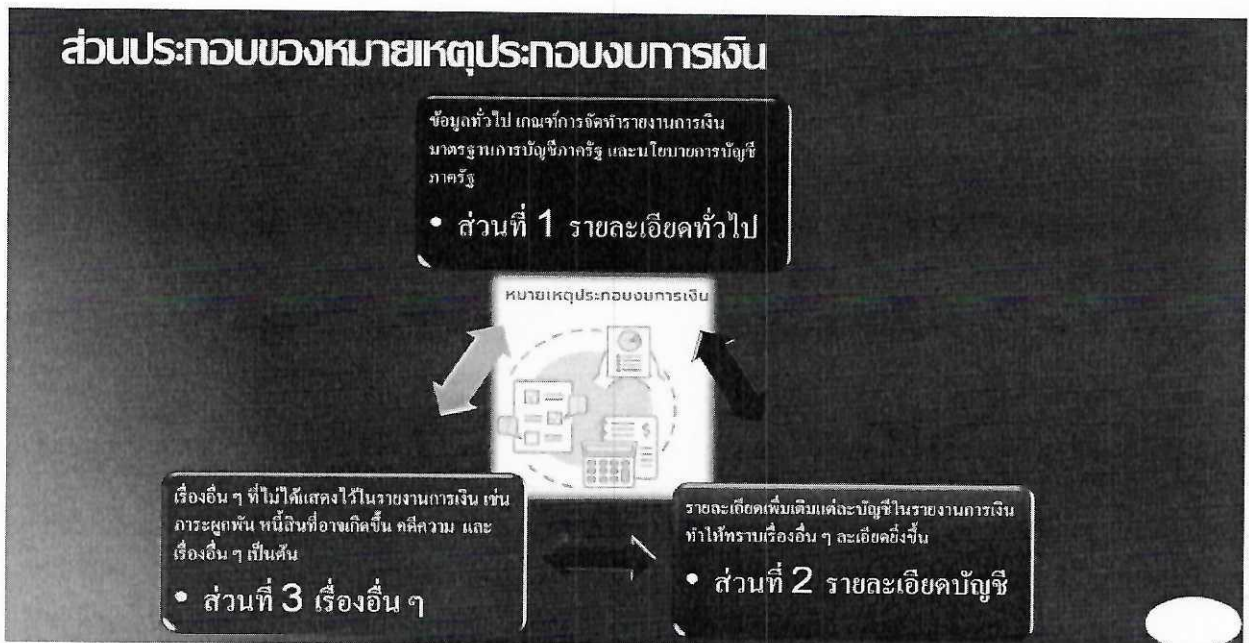 ส่วนประกอบของหมายเหตุประกอบงบการเงิน
ข้อมูลทั่วไป เกณฑ์การจัดทำรายงานการเงิน
มาตรฐานการบัญชีภาครัฐ และนโยบายการบัญชี
ภาครัฐ
• ส่วนที่ 1 รายละเอียดทั่วไป
หมายเหตุประกอบงบการเงิน
เรื่องอื่น ๆ ที่ไม่ได้แสดงไว้ในรายงานการเงิน เช่น
ภาระผูกพัน หนี้สินที่อาจเกิดขึ้น คดีความ และ
เรื่องอื่น ๆ เป็นต้น
• ส่วนที่ 3 เรื่องอื่น ๆ
รายละเอียดเพิ่มเติมแต่ละบัญชีในรายงานการเงิน
ทำให้ทราบเรื่องอื่น ๆ ละเอียดยิ่งขึ้น
• ส่วนที่ 2 รายละเอียดบัญชี